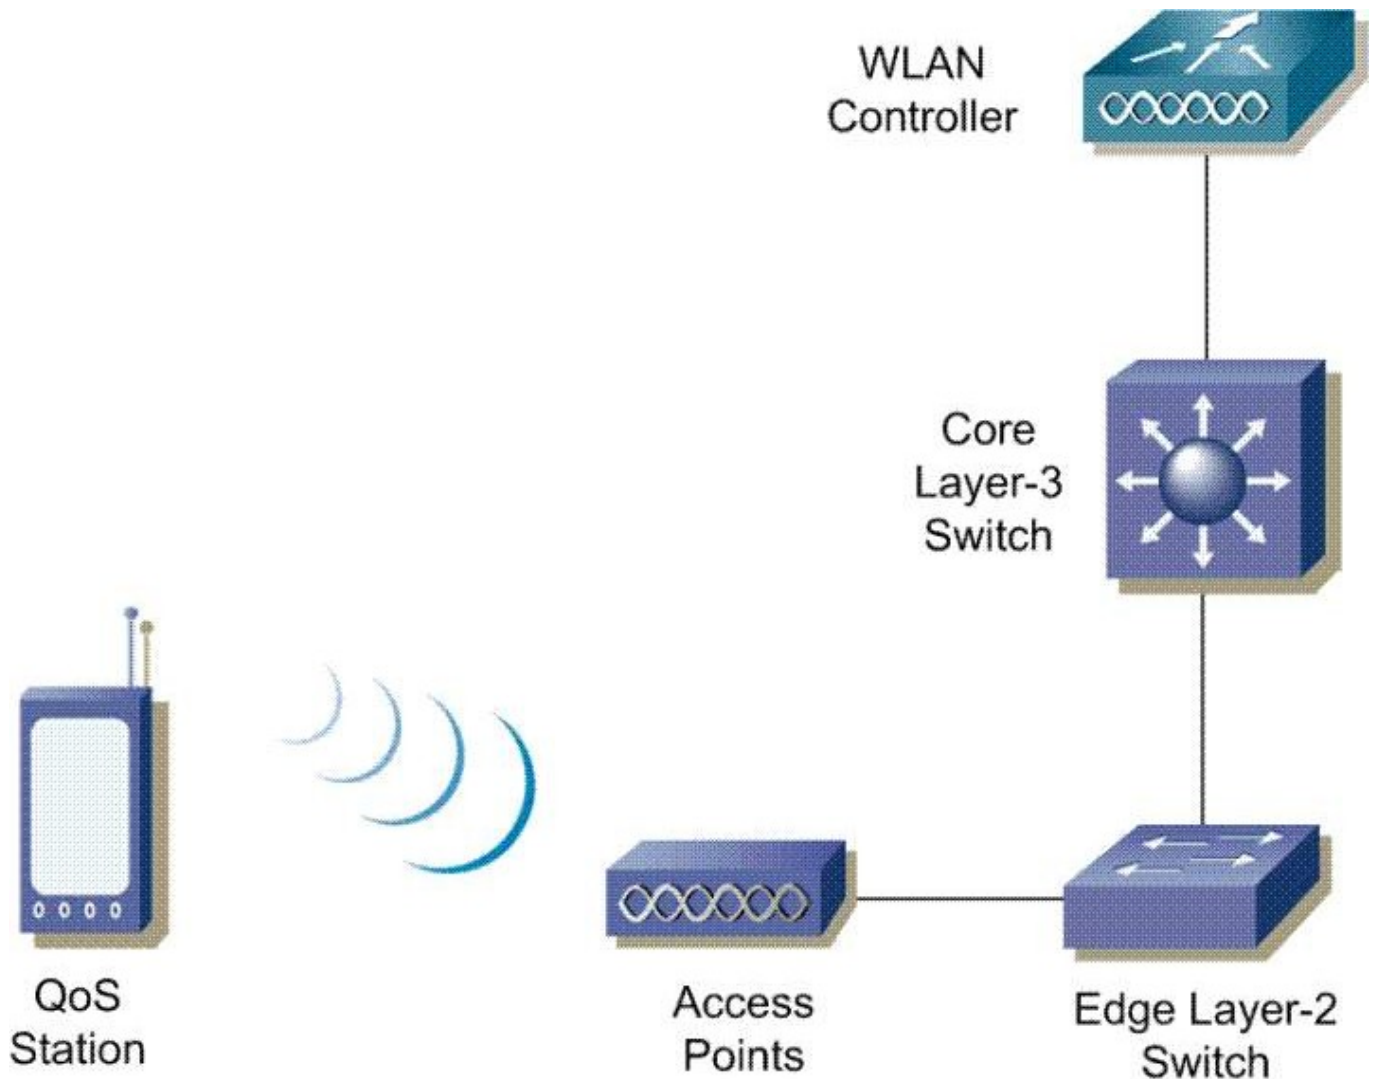 WLAN
Controller
Core
Layer-3
Switch
QoS
Station
Access
Points
Edge Layer-2
Switch